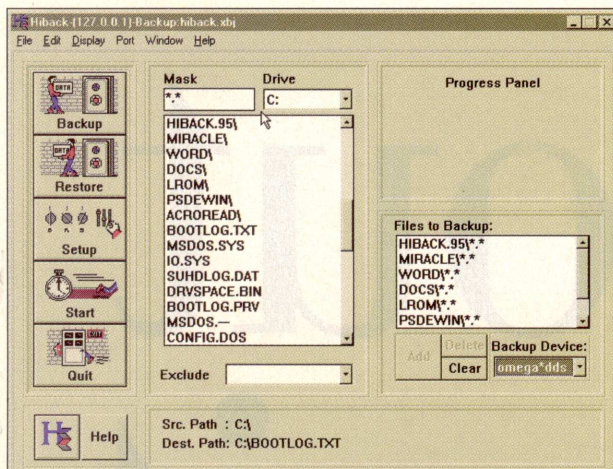 Hiback-{127.0.0.1}-Backup:hiback.xbj
File Edit Display Port Window Help
DATA
Backup
DATA
Restore
Setup
Start
EXIT
Quit
Mask
*.*
Drive
C:
HIBACK.95\
MIRACLE\
WORD\
DOCS\
LROM\
PSDEWIN\
ACROREAD\
BOOTLOG.TXT
MSDOS.SYS
IO.SYS
SUHDLOG.DAT
DRVSPACE.BIN
BOOTLOG.PRV
MSDOS.—
CONFIG.DOS
Exclude
Progress Panel
Files to Backup:
HIBACK.95\*.*
MIRACLE\*.*
WORD\*.*
DOCS\*.*
LROM\*.*
PSDEWIN\*.*
Add
Delete
Clear
Backup Device:
omega*dds
Help
Src. Path : C:\
Dest. Path: C:\BOOTLOG.TXT